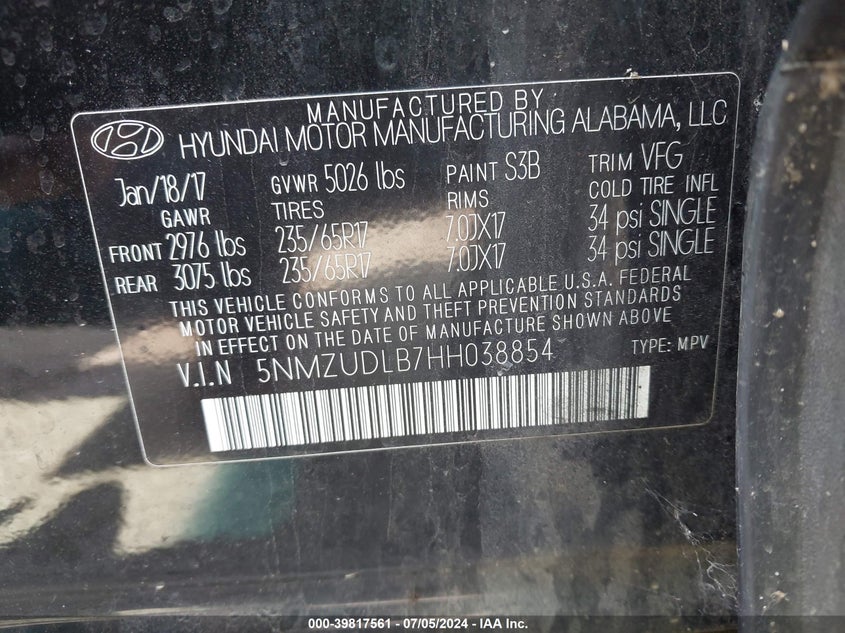 MANUFACTURED BY
HYUNDAI MOTOR MANUFACTURING ALABAMA, LLC
Jan/18/17 GVWR 5026 lbs PAINT S3B TRIM VFG
GAWR TIRES RIMS COLD TIRE INFL
FRONT 2976 lbs 235/65R17 7.0JX17 34 psi SINGLE
REAR 3075 lbs 235/65R17 7.0JX17 34 psi SINGLE
THIS VEHICLE CONFORMS TO ALL APPLICABLE U.S.A. FEDERAL
MOTOR VEHICLE SAFETY AND THEFT PREVENTION STANDARDS
IN EFFECT ON THE DATE OF MANUFACTURE SHOWN ABOVE
V.I.N 5NMZUDLB7HH038854 TYPE: MPV
000-39817561 / 07/05/2024 - IAA Inc.